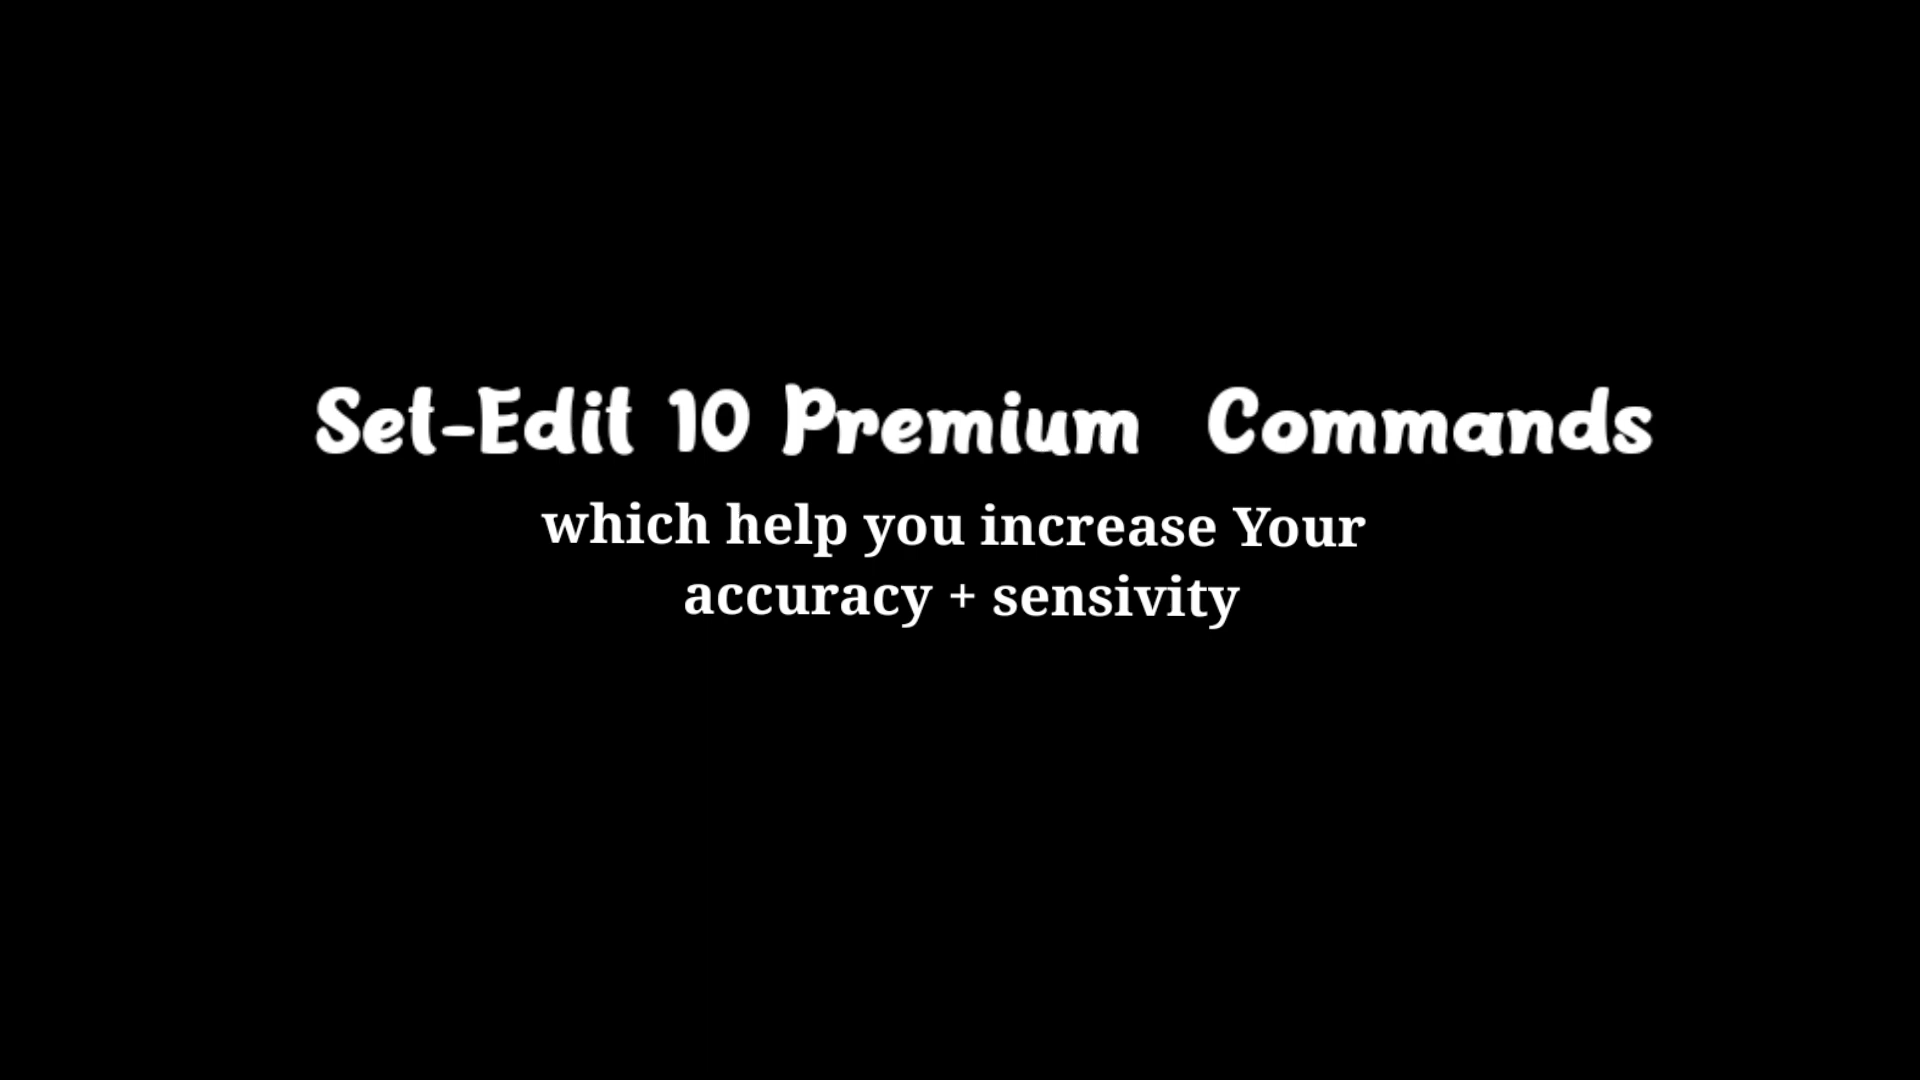 Set-Edit 10 Premium Commands
which help you increase Your
accuracy + sensivity